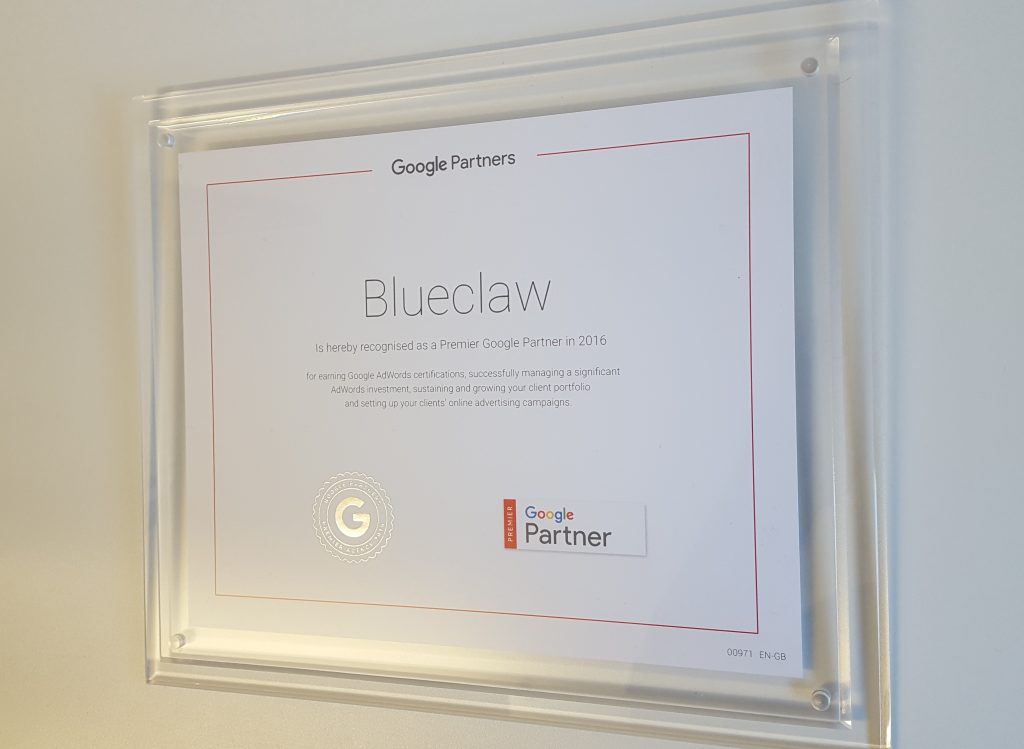 Google Partners
Blueclaw
Is hereby recognised as a Premier Google Partner in 2016
for earning Google AdWords certifications, successfully managing a significant
AdWords investment, sustaining and growing your client portfolio
and setting up your clients' online advertising campaigns.
GOOGLE PARTNER
G
PREMIER
Google
Partner
00971 EN-GB